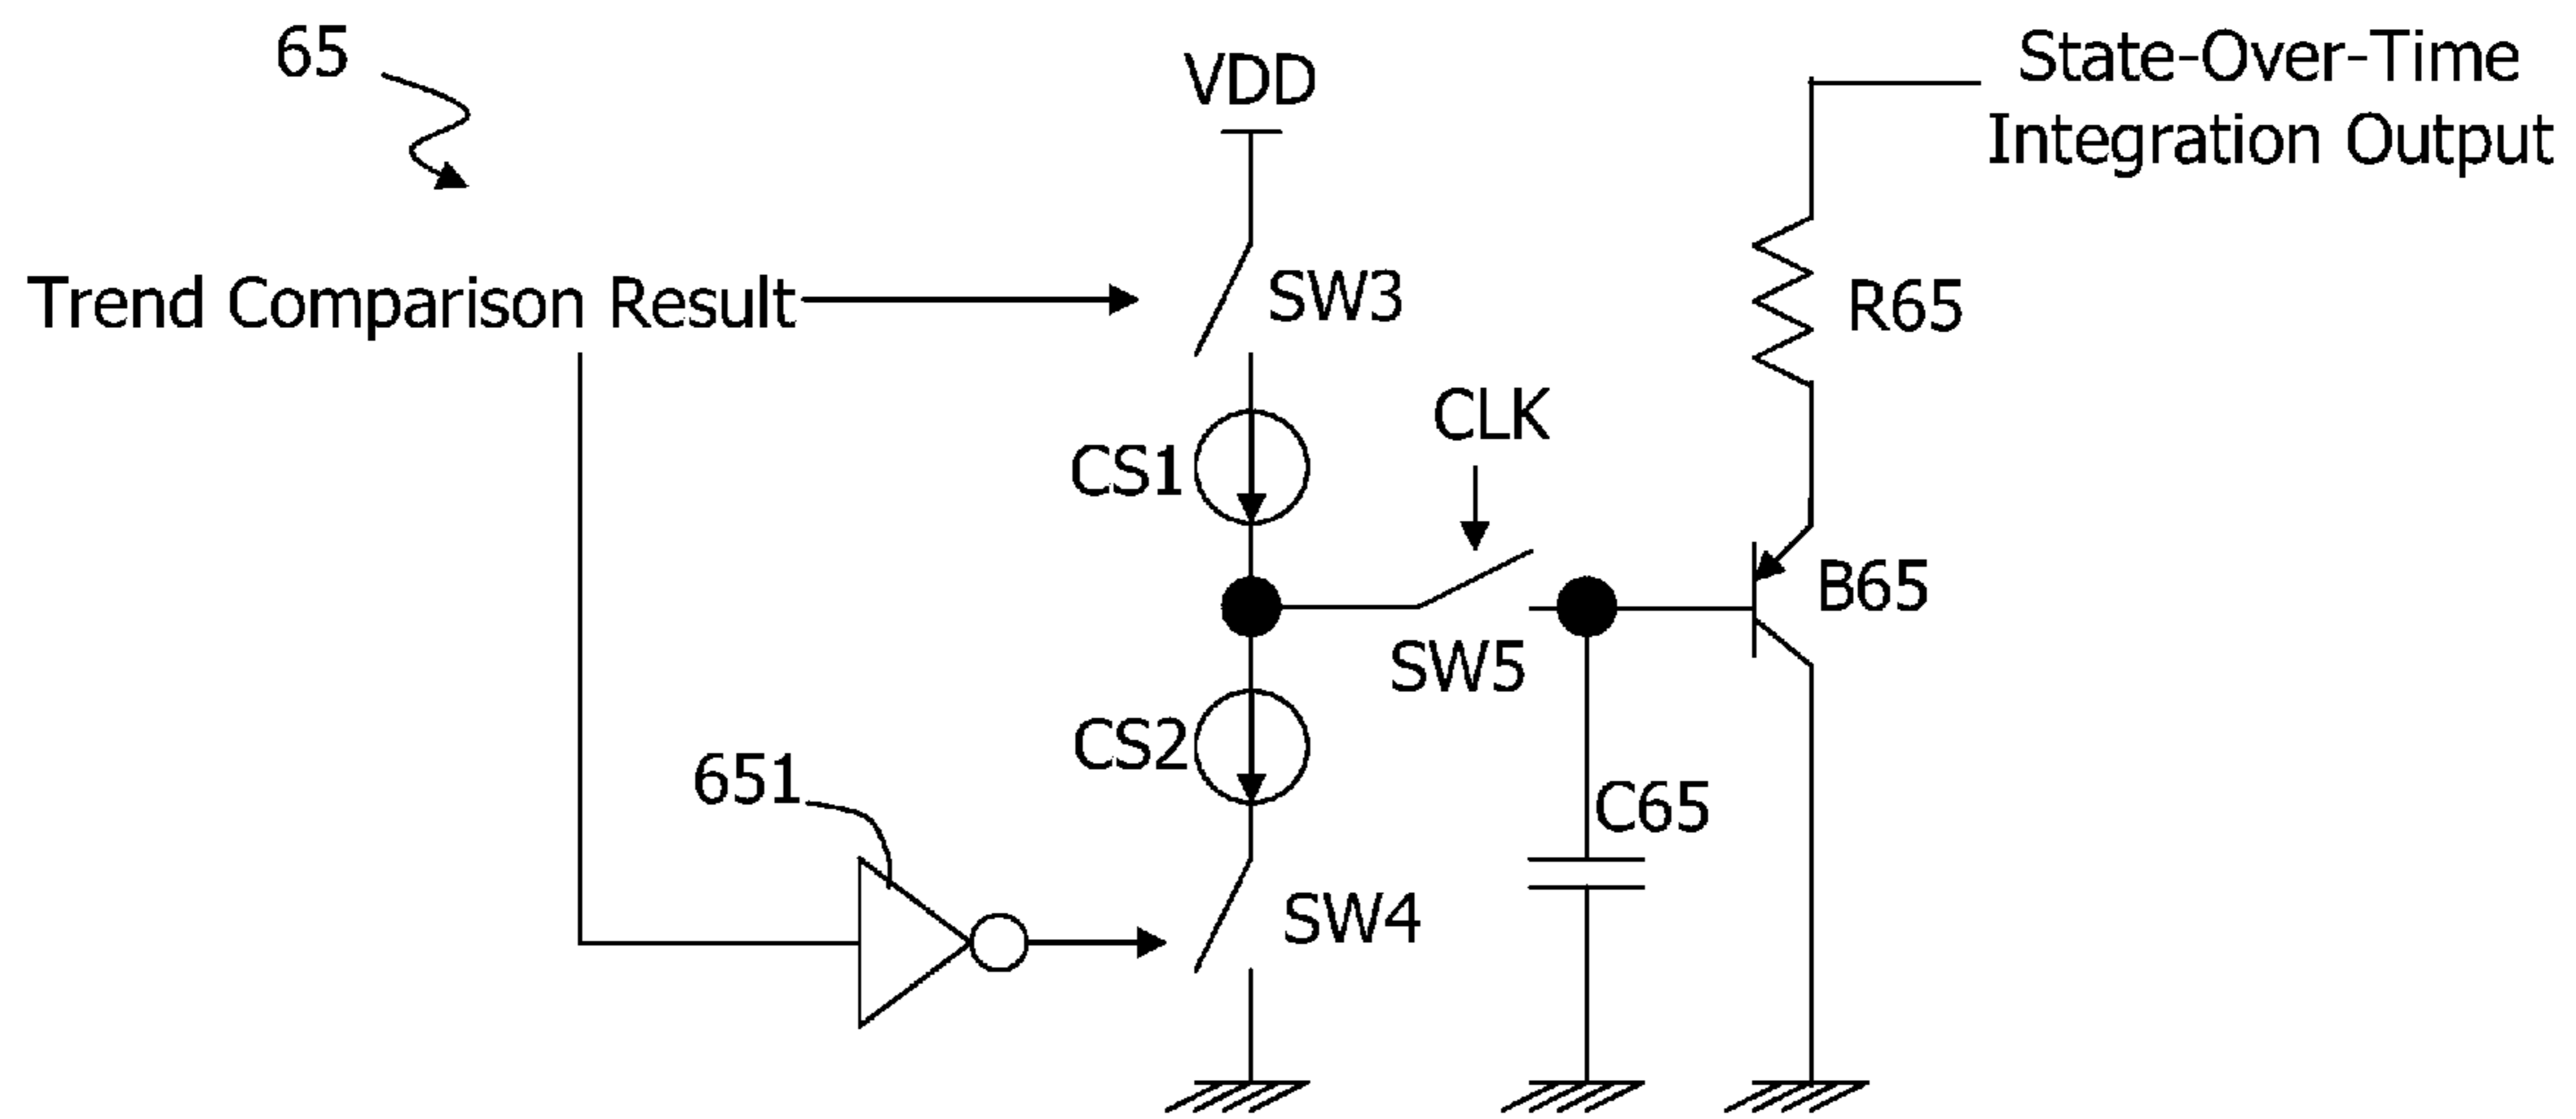 65
VDD
State-Over-Time
Integration Output
Trend Comparison Result
SW3
R65
CLK
CS1
B65
SW5
CS2
651
C65
SW4